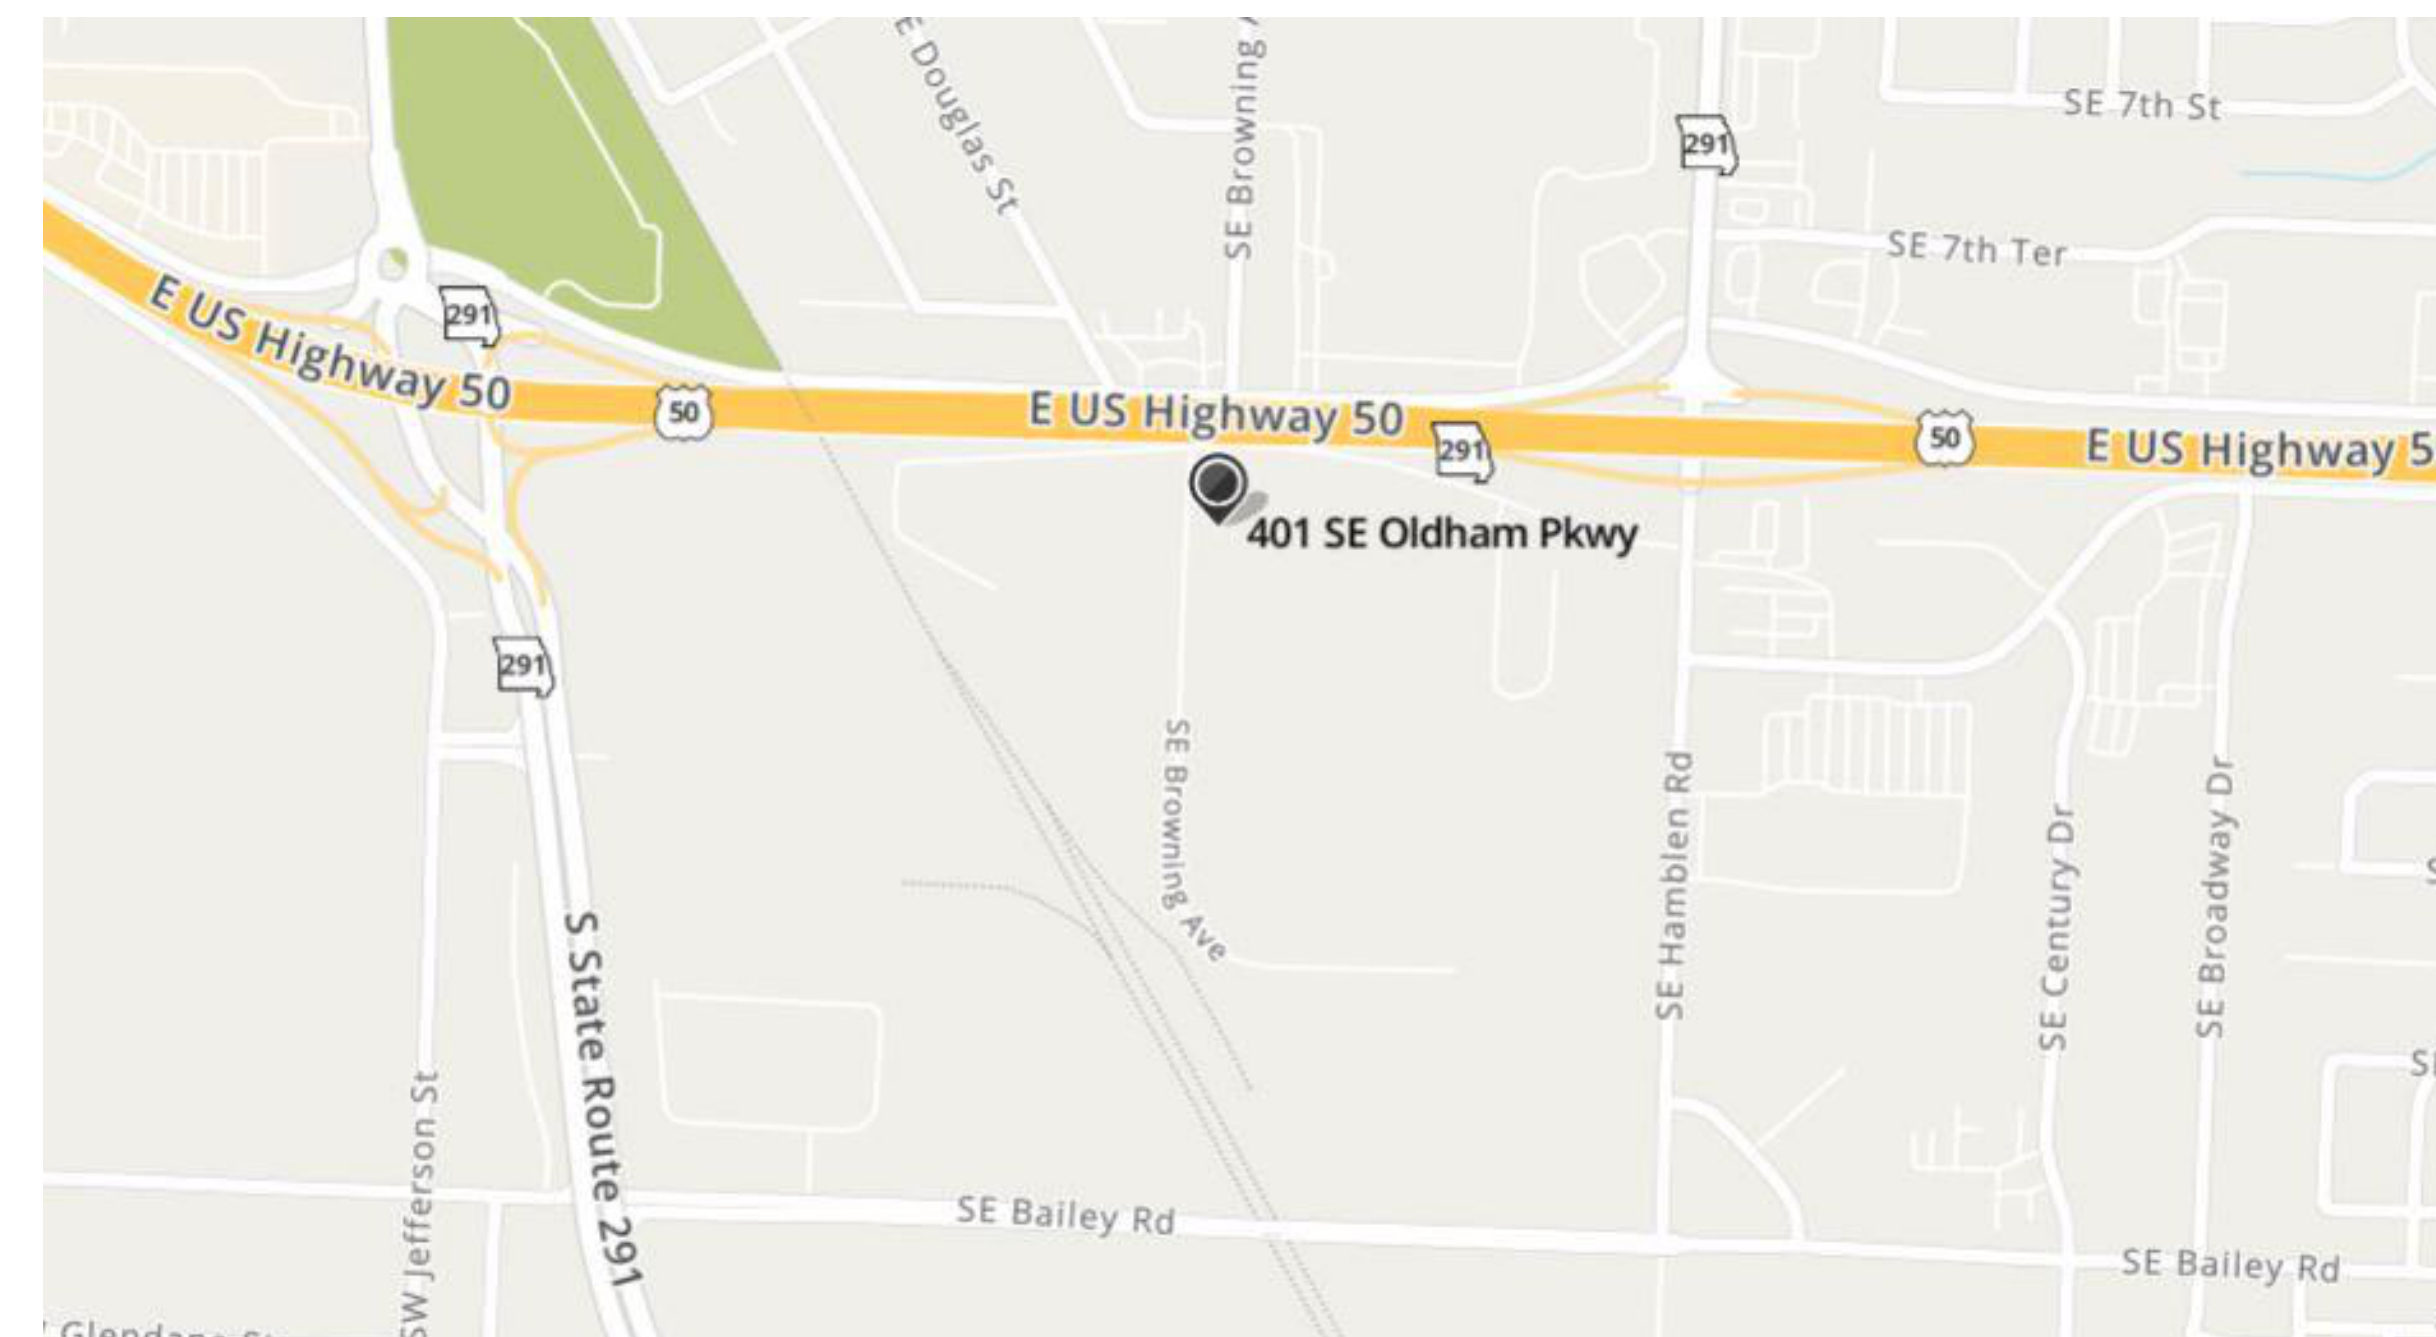 E Douglas St
SE Browning
291
SE 7th St
SE 7th Ter
E US Highway 50
291
50
E US Highway 50
291
50
E US Highway 5
401 SE Oldham Pkwy
291
SE Browning Ave
SE Hamblen Rd
SE Century Dr
SE Broadway Dr
S State Route 291
SW Jefferson St
SE Bailey Rd
SE Bailey Rd